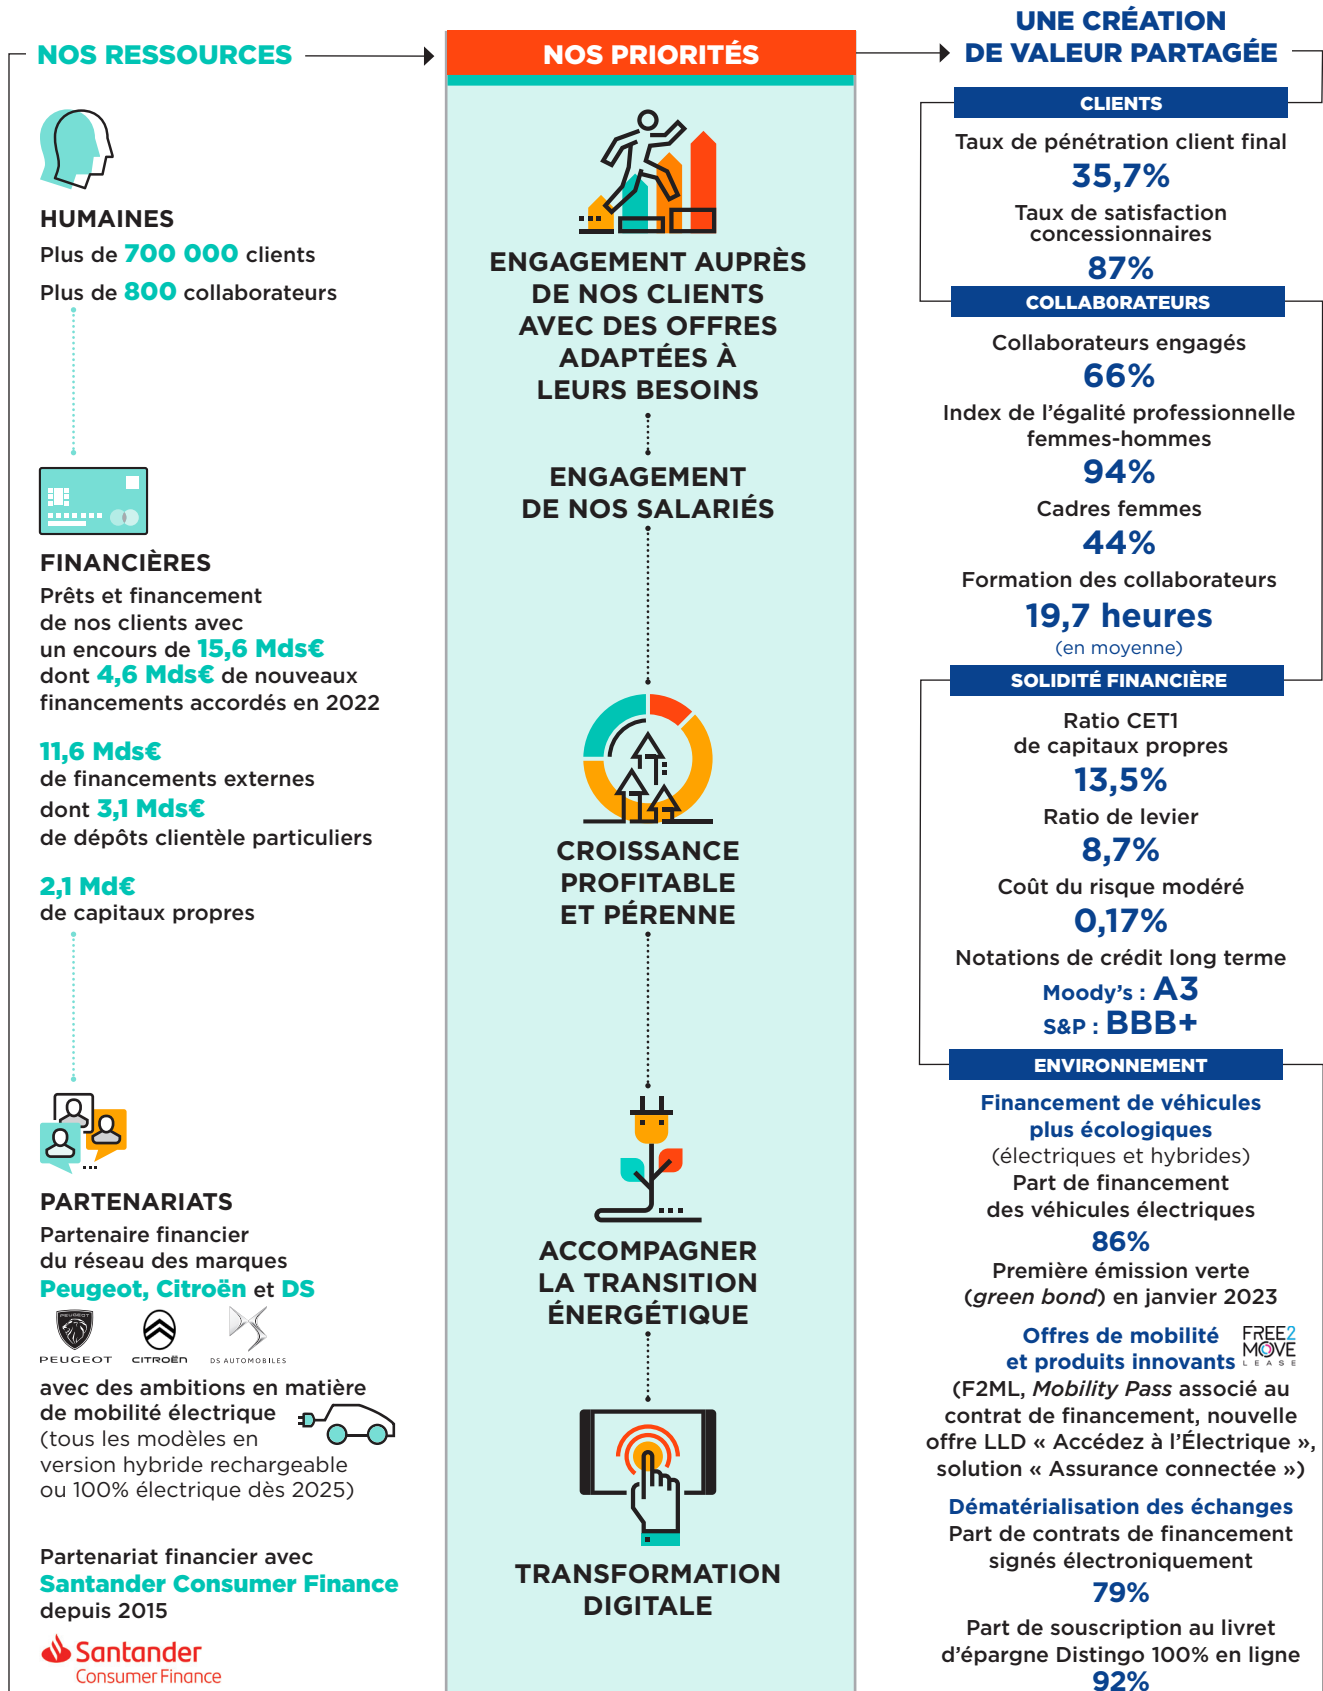 NOS RESSOURCES
HUMAINES
Plus de 700 000 clients
Plus de 800 collaborateurs
FINANCIÈRES
Prêts et financement
de nos clients avec
un encours de 15,6 Mds€
dont 4,6 Mds€ de nouveaux
financements accordés en 2022
11,6 Mds€
de financements externes
dont 3,1 Mds€
de dépôts clientèle particuliers
2,1 Md€
de capitaux propres
PARTENARIATS
Partenaire financier
du réseau des marques
Peugeot, Citroën et DS
PEUGEOT
PEUGEOT CITROËN DS AUTOMOBILES
avec des ambitions en matière
de mobilité électrique
(tous les modèles en
version hybride rechargeable
ou 100% électrique dès 2025)
Partenariat financier avec
Santander Consumer Finance
depuis 2015
Santander
Consumer Finance
NOS PRIORITÉS
ENGAGEMENT AUPRÈS
DE NOS CLIENTS
AVEC DES OFFRES
ADAPTÉES À
LEURS BESOINS
ENGAGEMENT
DE NOS SALARIÉS
CROISSANCE
PROFITABLE
ET PÉRENNE
ACCOMPAGNER
LA TRANSITION
ÉNERGÉTIQUE
TRANSFORMATION
DIGITALE
UNE CRÉATION
DE VALEUR PARTAGÉE
CLIENTS
Taux de pénétration client final
35,7%
Taux de satisfaction
concessionnaires
87%
COLLAB0RATEURS
Collaborateurs engagés
66%
Index de l’égalité professionnelle
femmes-hommes
94%
Cadres femmes
44%
Formation des collaborateurs
19,7 heures
(en moyenne)
SOLIDITÉ FINANCIÈRE
Ratio CET1
de capitaux propres
13,5%
Ratio de levier
8,7%
Coût du risque modéré
0,17%
Notations de crédit long terme
Moody’s : A3
S&P : BBB+
ENVIRONNEMENT
Financement de véhicules
plus écologiques
(électriques et hybrides)
Part de financement
des véhicules électriques
86%
Première émission verte
(green bond) en janvier 2023
Offres de mobilité
et produits innovants
FREE2
MOVE
LEASE
(F2ML, Mobility Pass associé au
contrat de financement, nouvelle
offre LLD « Accédez à l’Électrique »,
solution « Assurance connectée »)
Dématérialisation des échanges
Part de contrats de financement
signés électroniquement
79%
Part de souscription au livret
d’épargne Distingo 100% en ligne
92%